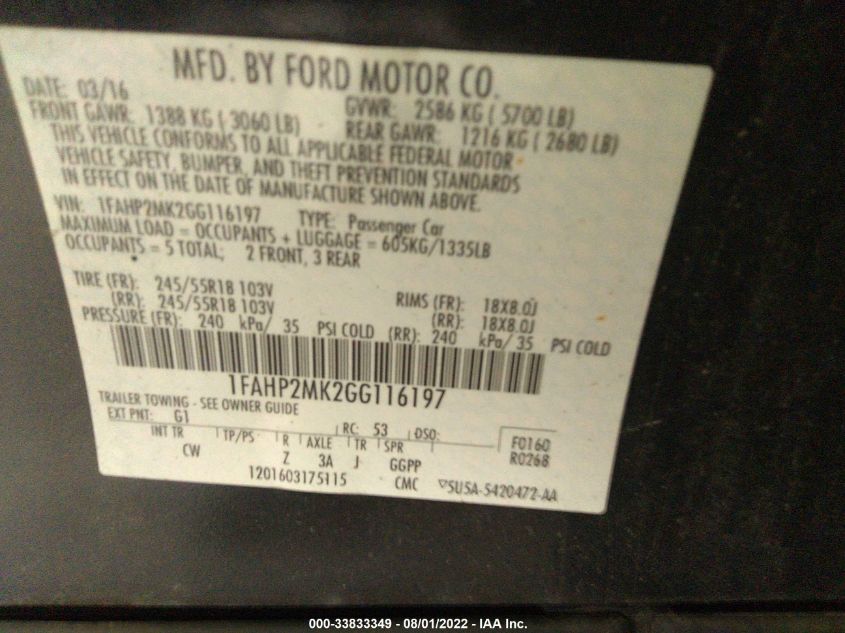 MFD. BY FORD MOTOR CO.
DATE: 03/16 GVWR: 2586 KG ( 5700 LB)
FRONT GAWR: 1388 KG ( 3060 LB) REAR GAWR: 1216 KG ( 2680 LB)
THIS VEHICLE CONFORMS TO ALL APPLICABLE FEDERAL MOTOR
VEHICLE SAFETY, BUMPER, AND THEFT PREVENTION STANDARDS
IN EFFECT ON THE DATE OF MANUFACTURE SHOWN ABOVE.
VIN: 1FAHP2MK2GG116197 TYPE: Passenger Car
MAXIMUM LOAD = OCCUPANTS + LUGGAGE = 605KG/1335LB
OCCUPANTS = 5 TOTAL; 2 FRONT, 3 REAR
TIRE (FR): 245/55R18 103V RIMS (FR): 18X8.0J
(RR): 245/55R18 103V (RR): 18X8.0J
PRESSURE (FR): 240 kPa/ 35 PSI COLD (RR): 240 kPa/ 35 PSI COLD
1FAHP2MK2GG116197
TRAILER TOWING - SEE OWNER GUIDE
EXT PNT: G1 RC: 53 DSO: F0160
INT TR TP/PS R AXLE TR SPR R0268
CW Z 3A J GGPP
1201603175115 CMC 5U5A-5420472-AA
000-33833349 - 08/01/2022 - IAA Inc.